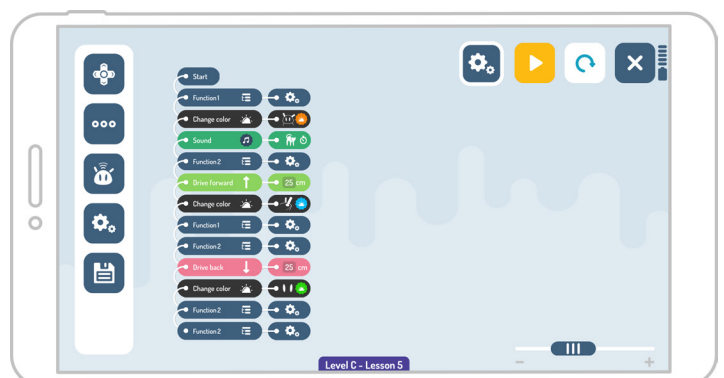 Start
Function1
Change color
Sound
Function2
Drive forward 25 cm
Change color
Function1
Function2
Drive back 25 cm
Change color
Function2
Function2
Level C - Lesson 5
- +